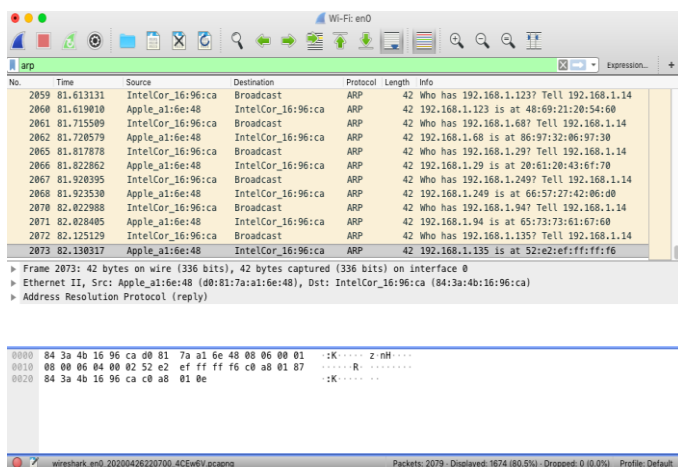 Wi-Fi: en0
arp
Expression... +
No. Time Source Destination Protocol Length Info
2059 81.613131 IntelCor_16:96:ca Broadcast ARP 42 Who has 192.168.1.123? Tell 192.168.1.14
2060 81.619010 Apple_a1:6e:48 IntelCor_16:96:ca ARP 42 192.168.1.123 is at 48:69:21:20:54:60
2061 81.715509 IntelCor_16:96:ca Broadcast ARP 42 Who has 192.168.1.68? Tell 192.168.1.14
2062 81.720579 Apple_a1:6e:48 IntelCor_16:96:ca ARP 42 192.168.1.68 is at 86:97:32:06:97:30
2065 81.817878 IntelCor_16:96:ca Broadcast ARP 42 Who has 192.168.1.29? Tell 192.168.1.14
2066 81.822862 Apple_a1:6e:48 IntelCor_16:96:ca ARP 42 192.168.1.29 is at 20:61:20:43:6f:70
2067 81.920395 IntelCor_16:96:ca Broadcast ARP 42 Who has 192.168.1.249? Tell 192.168.1.14
2068 81.923530 Apple_a1:6e:48 IntelCor_16:96:ca ARP 42 192.168.1.249 is at 66:57:27:42:06:d0
2070 82.022988 IntelCor_16:96:ca Broadcast ARP 42 Who has 192.168.1.94? Tell 192.168.1.14
2071 82.028405 Apple_a1:6e:48 IntelCor_16:96:ca ARP 42 192.168.1.94 is at 65:73:73:61:67:60
2072 82.125129 IntelCor_16:96:ca Broadcast ARP 42 Who has 192.168.1.135? Tell 192.168.1.14
2073 82.130317 Apple_a1:6e:48 IntelCor_16:96:ca ARP 42 192.168.1.135 is at 52:e2:ef:ff:ff:f6
Frame 2073: 42 bytes on wire (336 bits), 42 bytes captured (336 bits) on interface 0
Ethernet II, Src: Apple_a1:6e:48 (d0:81:7a:a1:6e:48), Dst: IntelCor_16:96:ca (84:3a:4b:16:96:ca)
Address Resolution Protocol (reply)
0000 84 3a 4b 16 96 ca d0 81 7a a1 6e 48 08 06 00 01 ·:K····· z·nH····
0010 08 00 06 04 00 02 52 e2 ef ff ff f6 c0 a8 01 87 ······R· ········
0020 84 3a 4b 16 96 ca c0 a8 01 0e ·:K····· ··
wireshark_en0_20200426220700_4CEw6V.pcapng Packets: 2079 · Displayed: 1674 (80.5%) · Dropped: 0 (0.0%) Profile: Default